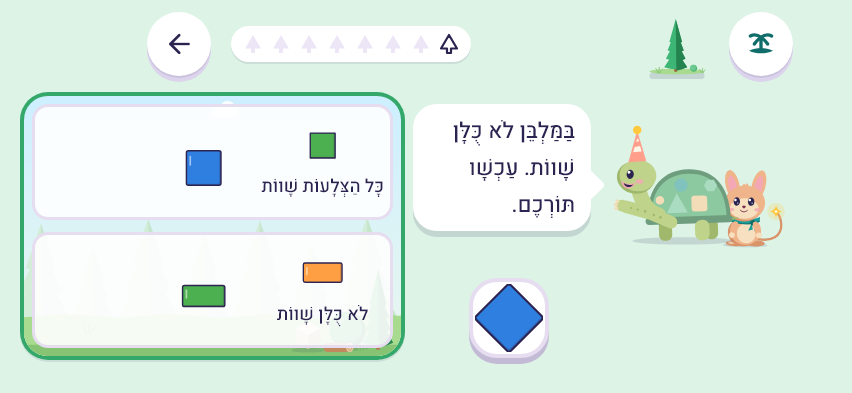 בַּמַּלְבֵּן לֹא כֻּלָּן
שָׁווֹת. עַכְשָׁו
תּוֹרְכֶם.
כָּל הַצְּלָעוֹת שָׁווֹת
לֹא כֻּלָּן שָׁווֹת